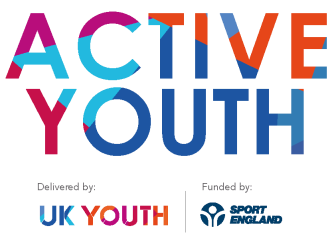 ACTIVE
YOUTH
Delivered by:
UK YOUTH
Funded by:
SPORT
ENGLAND